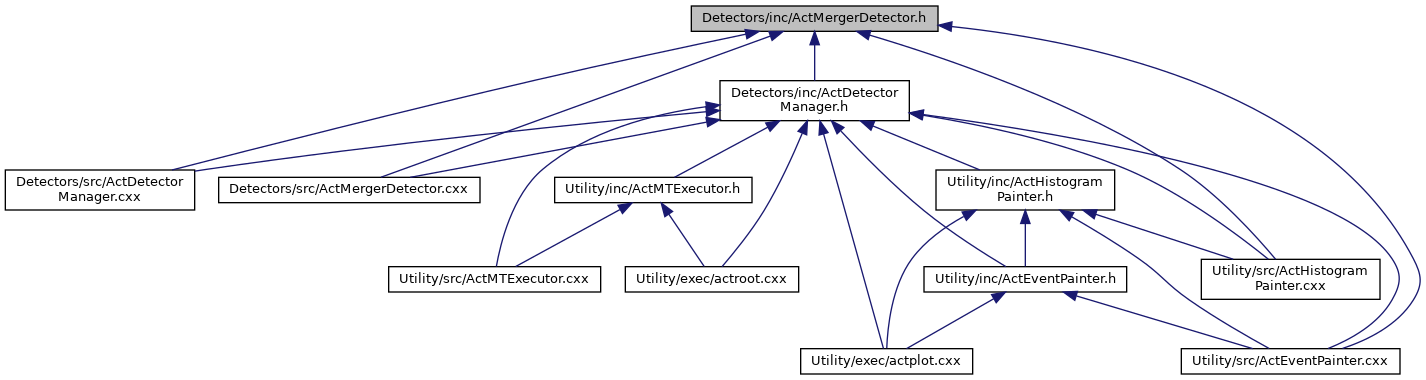 Detectors/inc/ActMergerDetector.h
Detectors/inc/ActDetector
Manager.h
Detectors/src/ActDetector
Manager.cxx
Detectors/src/ActMergerDetector.cxx
Utility/inc/ActMTExecutor.h
Utility/inc/ActHistogram
Painter.h
Utility/src/ActMTExecutor.cxx
Utility/exec/actroot.cxx
Utility/inc/ActEventPainter.h
Utility/src/ActHistogram
Painter.cxx
Utility/exec/actplot.cxx
Utility/src/ActEventPainter.cxx